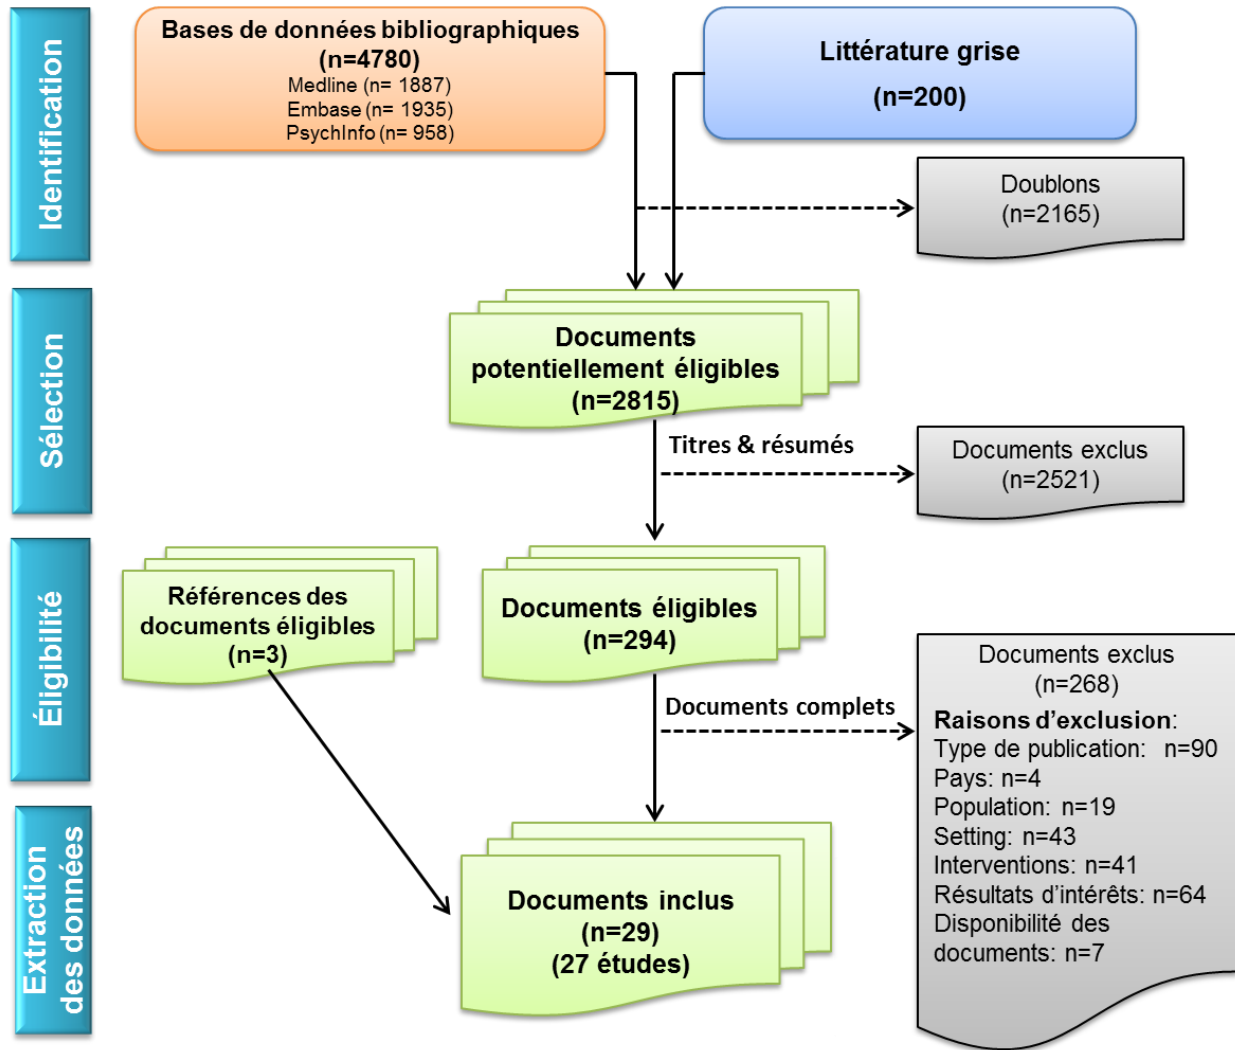 Identification
Bases de données bibliographiques
(n=4780)
Medline (n= 1887)
Embase (n= 1935)
PsychInfo (n= 958)
Littérature grise
(n=200)
Doublons
(n=2165)
Sélection
Documents
potentiellement éligibles
(n=2815)
Titres & résumés
Documents exclus
(n=2521)
Éligibilité
Références des
documents éligibles
(n=3)
Documents éligibles
(n=294)
Documents complets
Documents exclus
(n=268)
Raisons d’exclusion:
Type de publication: n=90
Pays: n=4
Population: n=19
Setting: n=43
Interventions: n=41
Résultats d’intérêts: n=64
Disponibilité des
documents: n=7
Extraction
des données
Documents inclus
(n=29)
(27 études)